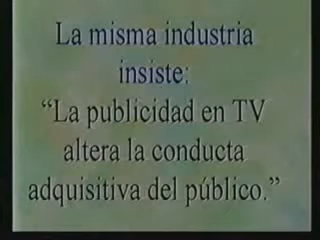 La misma industria
insiste:
“La publicidad en TV
altera la conducta
adquisitiva del público.”